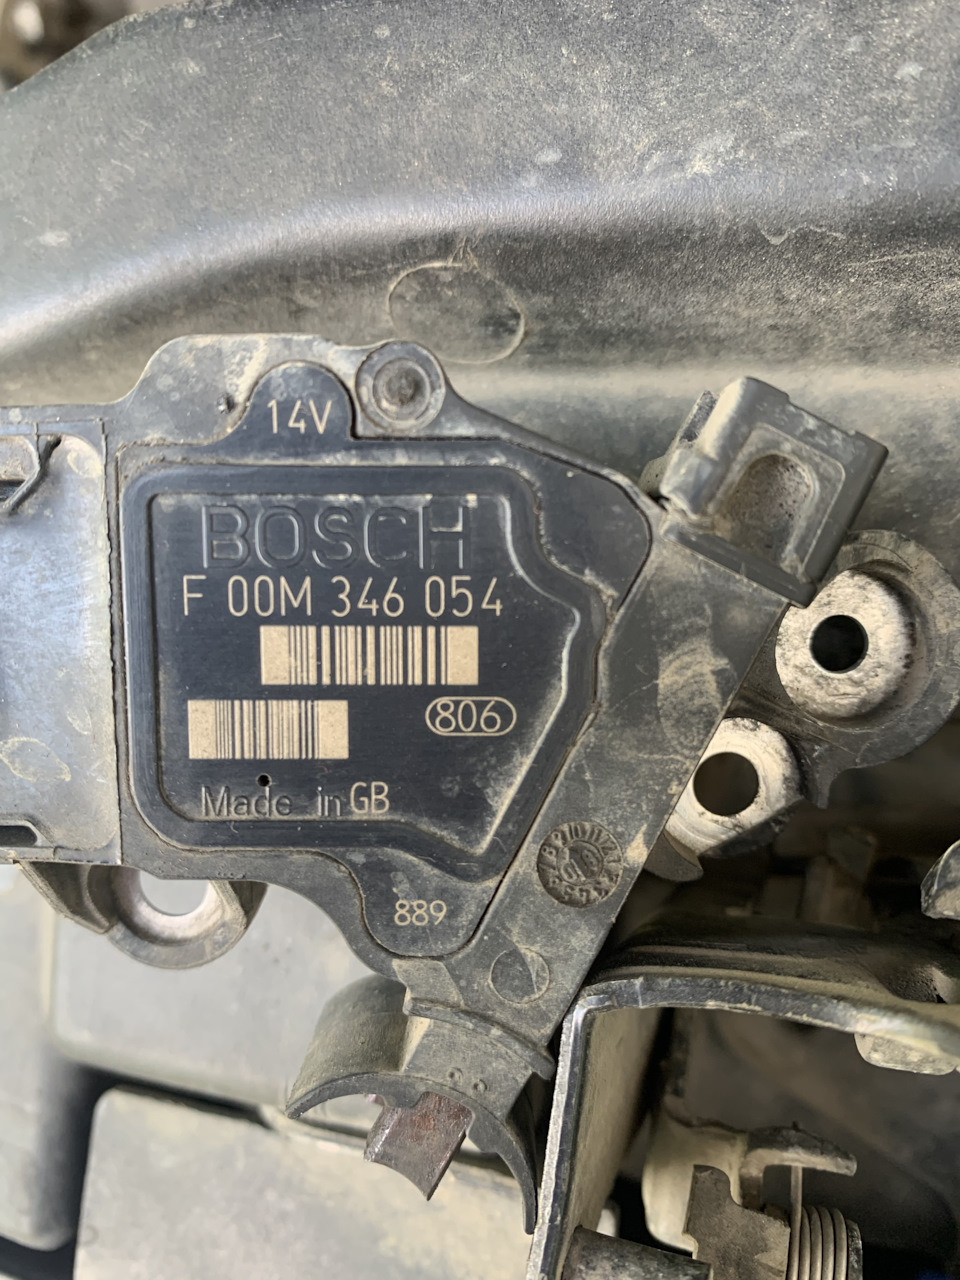 14V
BOSCH
F 00M 346 054
806
Made in GB
889